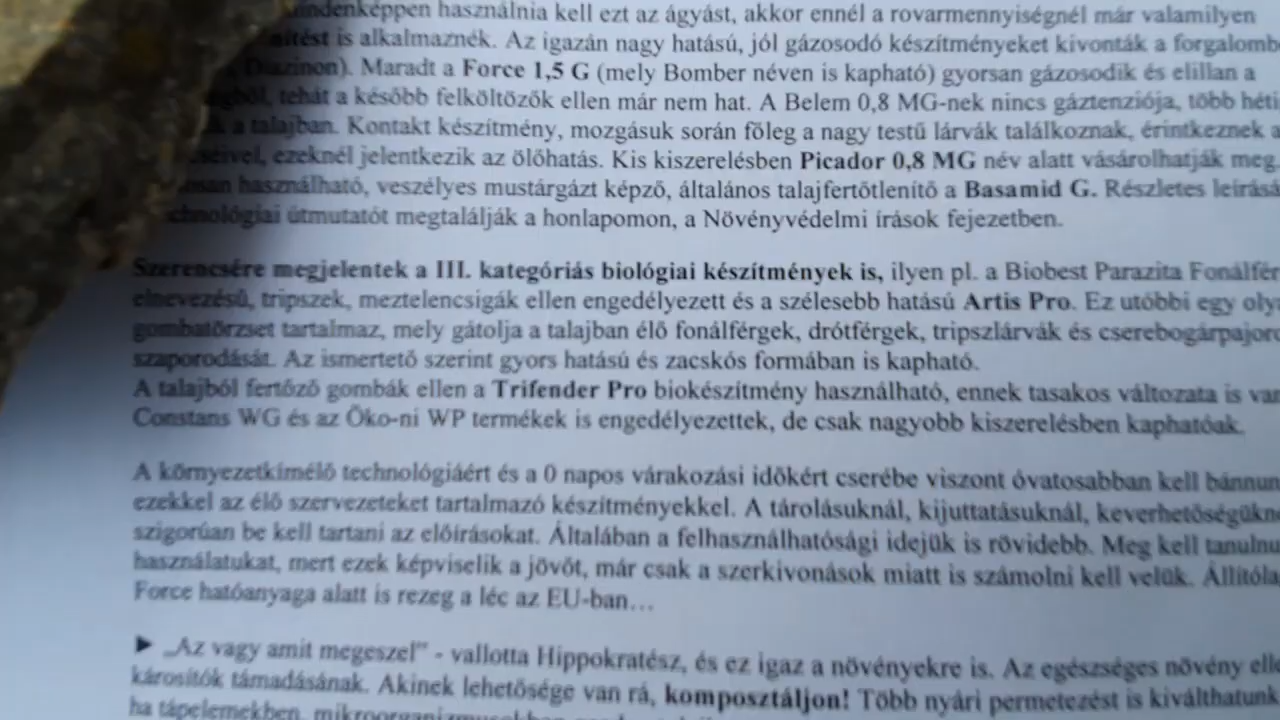 használnia kell ezt az ágyást, akkor ennél a rovarmennyiségnél már valamilyen
is alkalmaznék. Az igazán nagy hatású, jól gázosodó készítményeket kivonták a forgalomb
Diazinon). Maradt a Force 1,5 G (mely Bomber néven is kapható) gyorsan gázosodik és elillan a
tehát a később felköltözők ellen már nem hat. A Belem 0,8 MG-nek nincs gáztenziója, több héti
a talajban. Kontakt készítmény, mozgásuk során főleg a nagy testű lárvák találkoznak, érintkeznek a
ezeknél jelentkezik az ölőhatás. Kis kiszerelésben Picador 0,8 MG név alatt vásárolhatják meg.
használható, veszélyes mustárgázt képző, általános talajfertőtlenítő a Basamid G. Részletes leírásá
útmutatót megtalálják a honlapomon, a Növényvédelmi írások fejezetben.
Szerencsére megjelentek a III. kategóriás biológiai készítmények is, ilyen pl. a Biobest Parazita Fonálfér
elnevezésű, tripszek, meztelencsigák ellen engedélyezett és a szélesebb hatású Artis Pro. Ez utóbbi egy oly
gombatörzset tartalmaz, mely gátolja a talajban élő fonálférgek, drótférgek, tripszlárvák és cserebogárpajoro
szaporodását. Az ismertető szerint gyors hatású és zacskós formában is kapható.
A talajból fertőző gombák ellen a Trifender Pro biokészítmény használható, ennek tasakos változata is van
Constans WG és az Öko-ni WP termékek is engedélyezettek, de csak nagyobb kiszerelésben kaphatóak.
A környezetkímélő technológiáért és a 0 napos várakozási időkért cserébe viszont óvatosabban kell bánnun
ezekkel az élő szervezeteket tartalmazó készítményekkel. A tárolásuknál, kijuttatásuknál, keverhetőségükn
szigorúan be kell tartani az előírásokat. Általában a felhasználhatósági idejük is rövidebb. Meg kell tanulnu
használatukat, mert ezek képviselik a jövőt, már csak a szerkivonások miatt is számolni kell velük. Állítóla
Force hatóanyaga alatt is rezeg a léc az EU-ban…
► „Az vagy amit megeszel" - vallotta Hippokratész, és ez igaz a növényekre is. Az egészséges növény elle
károsítók támadásának. Akinek lehetősége van rá, komposztáljon! Több nyári permetezést is kiválthatunk
ha tápelemekben,